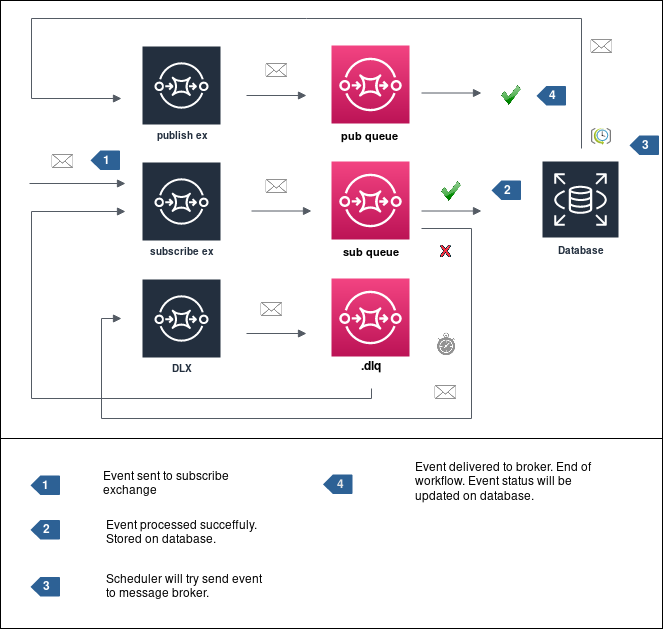 publish ex
pub queue
4
3
1
2
subscribe ex
sub queue
Database
DLX
.dlq
1
Event sent to subscribe
exchange
2
Event processed succeffuly.
Stored on database.
3
Scheduler will try send event
to message broker.
4
Event delivered to broker. End of
workflow. Event status will be
updated on database.